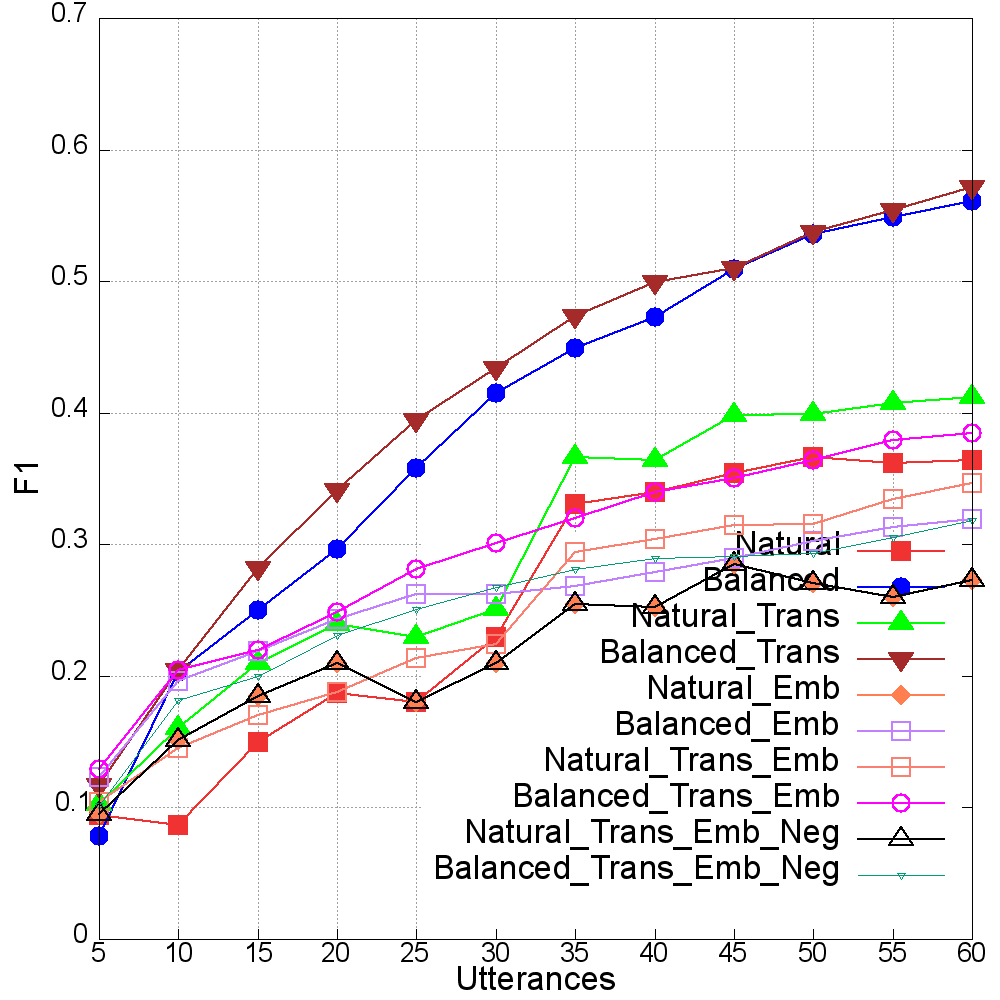 0.7
0.6
0.5
0.4
0.3
0.2
0.1
0
F1
Natural
Balanced
Natural_Trans
Balanced_Trans
Natural_Emb
Balanced_Emb
Natural_Trans_Emb
Balanced_Trans_Emb
Natural_Trans_Emb_Neg
Balanced_Trans_Emb_Neg
5 10 15 20 25 30 35 40 45 50 55 60
Utterances